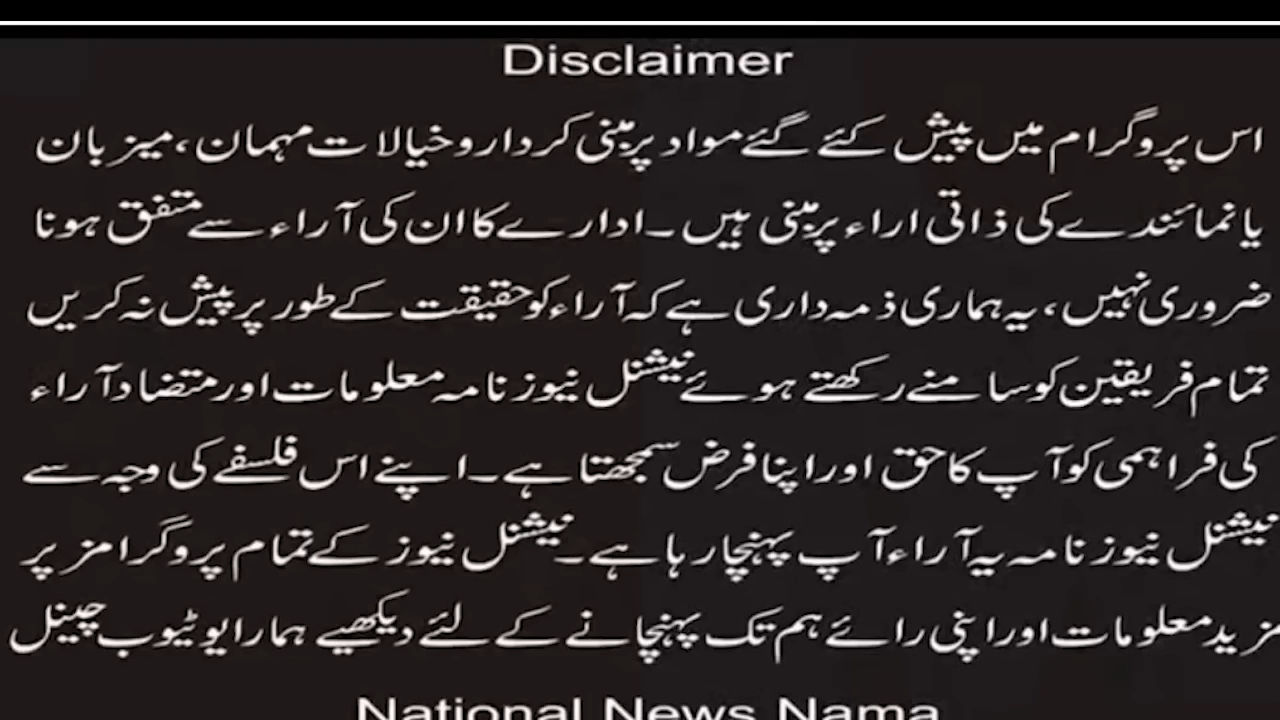 Disclaimer
اس پروگرام میں پیش کئے گئے مواد پر مبنی کردار و خیالات مہمان، میزبان
یا نمائندے کی ذاتی اراء پر مبنی ہیں۔ ادارے کا ان کی آراء سے متفق ہونا
ضروری نہیں، یہ ہماری ذمہ داری ہے کہ آراء کو حقیقت کے طور پر پیش نہ کریں
تمام فریقین کو سامنے رکھتے ہوئے نیشنل نیوز نامہ معلومات اور متضاد آراء
کی فراہمی کو آپ کا حق اور اپنا فرض سمجھتا ہے۔ اپنے اس فلسفے کی وجہ سے
نیشنل نیوز نامہ یہ آراء آپ پہنچا رہا ہے۔ نیشنل نیوز کے تمام پروگرامز پر
مزید معلومات اور اپنی رائے ہم تک پہنچانے کے لئے دیکھیے ہمارا یوٹیوب چینل
National News Nama